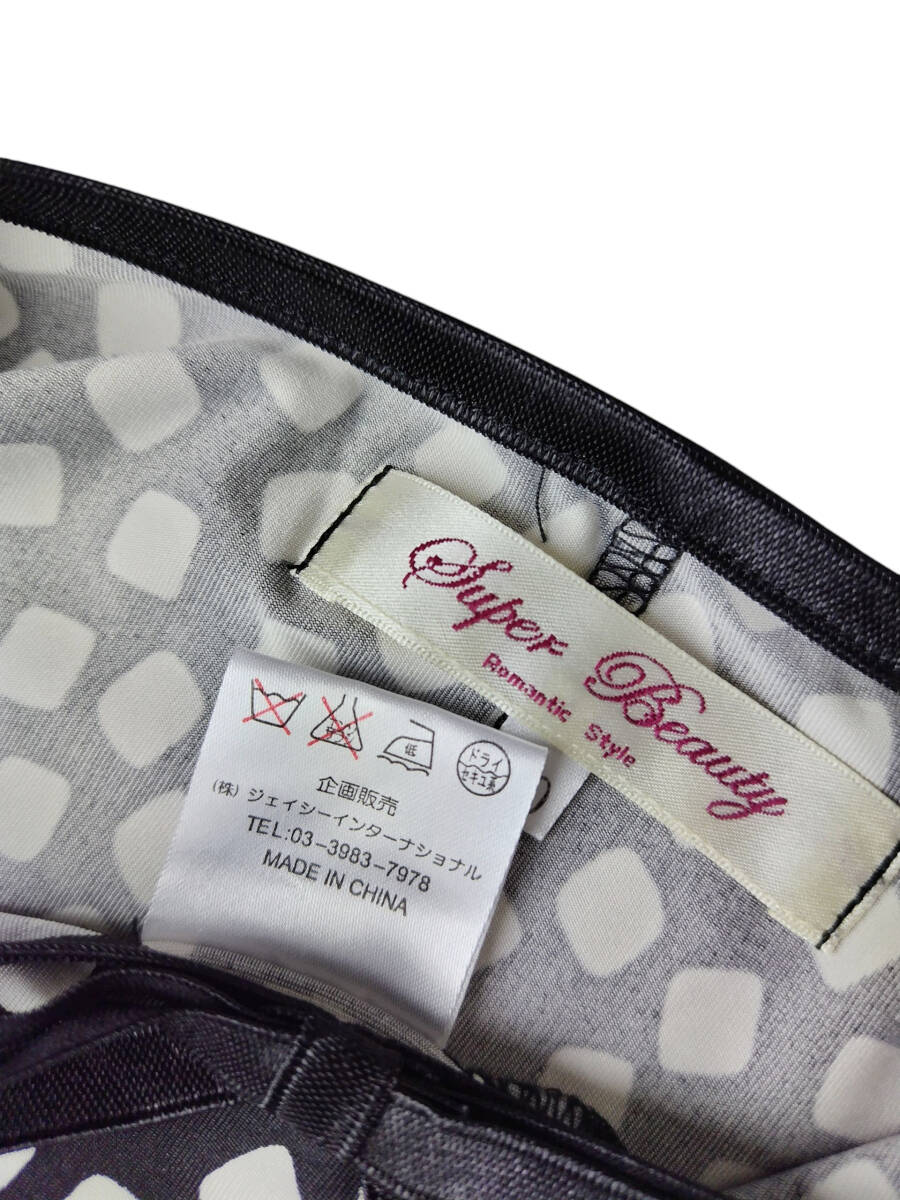 Super Beauty
Romantic Style
低
ドライ
セキユ系
企画販売
(株) ジェイシーインターナショナル
TEL:03-3983-7978
MADE IN CHINA